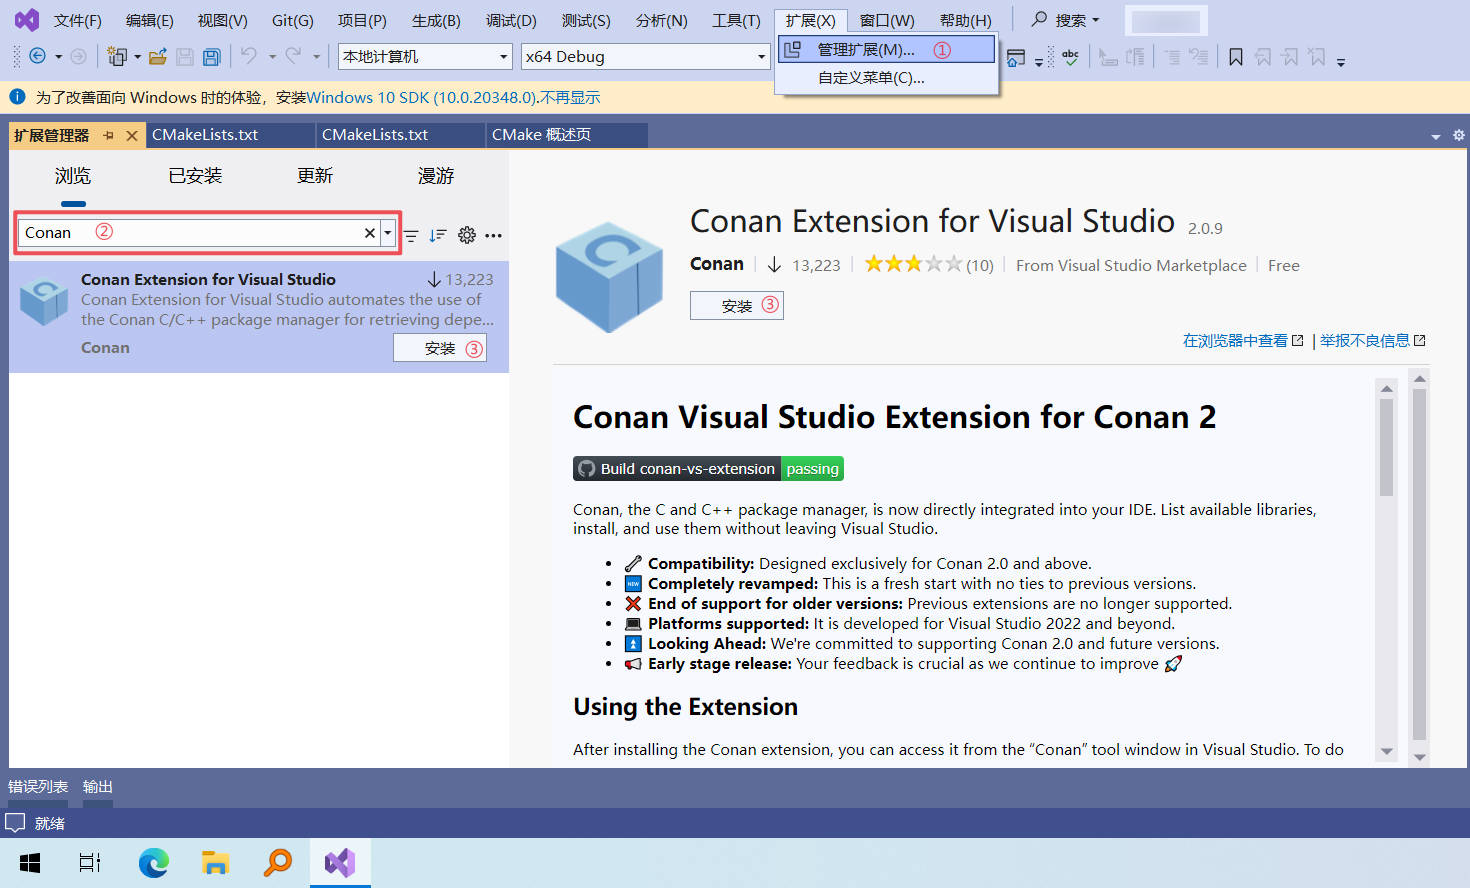 文件(F) 编辑(E) 视图(V) Git(G) 项目(P) 生成(B) 调试(D) 测试(S) 分析(N) 工具(T) 扩展(X) 窗口(W) 帮助(H) 搜索
管理扩展(M)... ①
自定义菜单(C)...
本地计算机 x64 Debug abc
为了改善面向 Windows 时的体验，安装Windows 10 SDK (10.0.20348.0).不再显示
扩展管理器 CMakeLists.txt CMakeLists.txt CMake 概述页
浏览 已安装 更新 漫游
Conan ②
Conan Extension for Visual Studio 13,223
Conan Extension for Visual Studio automates the use of
the Conan C/C++ package manager for retrieving depe...
Conan 安装 ③
Conan Extension for Visual Studio 2.0.9
Conan 13,223 (10) From Visual Studio Marketplace Free
安装 ③
在浏览器中查看 | 举报不良信息
Conan Visual Studio Extension for Conan 2
Build conan-vs-extension passing
Conan, the C and C++ package manager, is now directly integrated into your IDE. List available libraries,
install, and use them without leaving Visual Studio.
• Compatibility: Designed exclusively for Conan 2.0 and above.
• NEW Completely revamped: This is a fresh start with no ties to previous versions.
• End of support for older versions: Previous extensions are no longer supported.
• Platforms supported: It is developed for Visual Studio 2022 and beyond.
• Looking Ahead: We're committed to supporting Conan 2.0 and future versions.
• Early stage release: Your feedback is crucial as we continue to improve 🚀
Using the Extension
After installing the Conan extension, you can access it from the “Conan” tool window in Visual Studio. To do
错误列表 输出
就绪